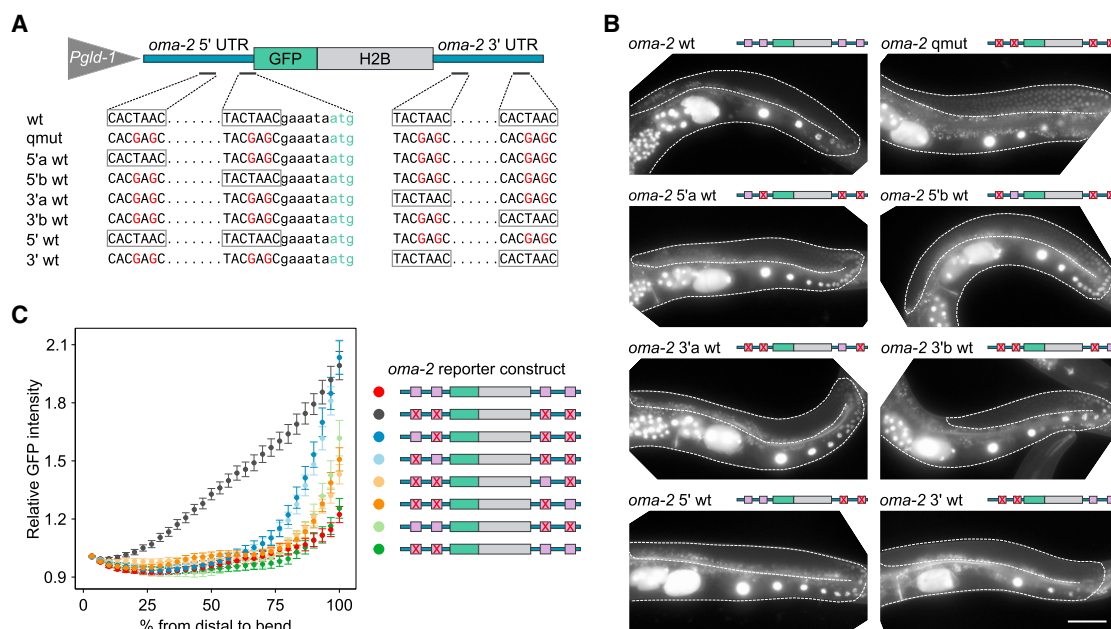 A
Pgld-1
oma-2 5' UTR
GFP
H2B
oma-2 3' UTR
wt CACTAAC.......TACTAACgaaataatg TACTAAC......CACTAAC
qmut CACGAGC.......TACGAGCgaaataatg TACGAGC......CACGAGC
5'a wt CACTAAC.......TACGAGCgaaataatg TACGAGC......CACGAGC
5'b wt CACGAGC.......TACTAACgaaataatg TACGAGC......CACGAGC
3'a wt CACGAGC.......TACGAGCgaaataatg TACTAAC......CACGAGC
3'b wt CACGAGC.......TACGAGCgaaataatg TACGAGC......CACTAAC
5' wt CACTAAC.......TACTAACgaaataatg TACGAGC......CACGAGC
3' wt CACGAGC.......TACGAGCgaaataatg TACTAAC......CACTAAC
B
oma-2 wt
oma-2 qmut X X X X
oma-2 5'a wt X X X
oma-2 5'b wt X X X
oma-2 3'a wt X X X
oma-2 3'b wt X X X
oma-2 5' wt X X
oma-2 3' wt X X
C
Relative GFP intensity
2.1
1.8
1.5
1.2
0.9
0
25
50
75
100
% from distal to bend
oma-2 reporter construct
X X X X
X X X
X X X
X X X
X X X
X X
X X